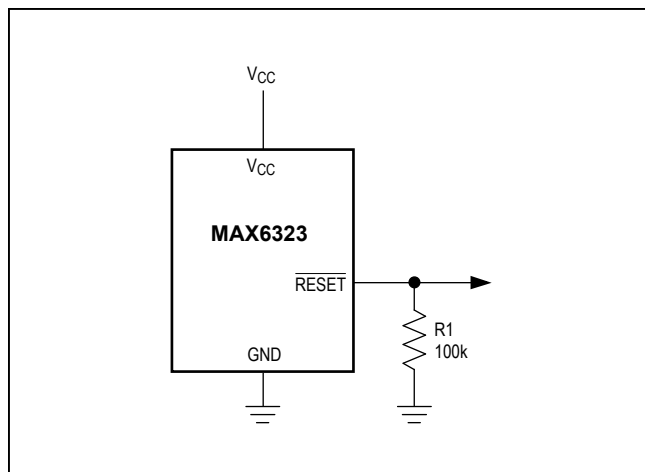 VCC
VCC
MAX6323
RESET
R1
100k
GND